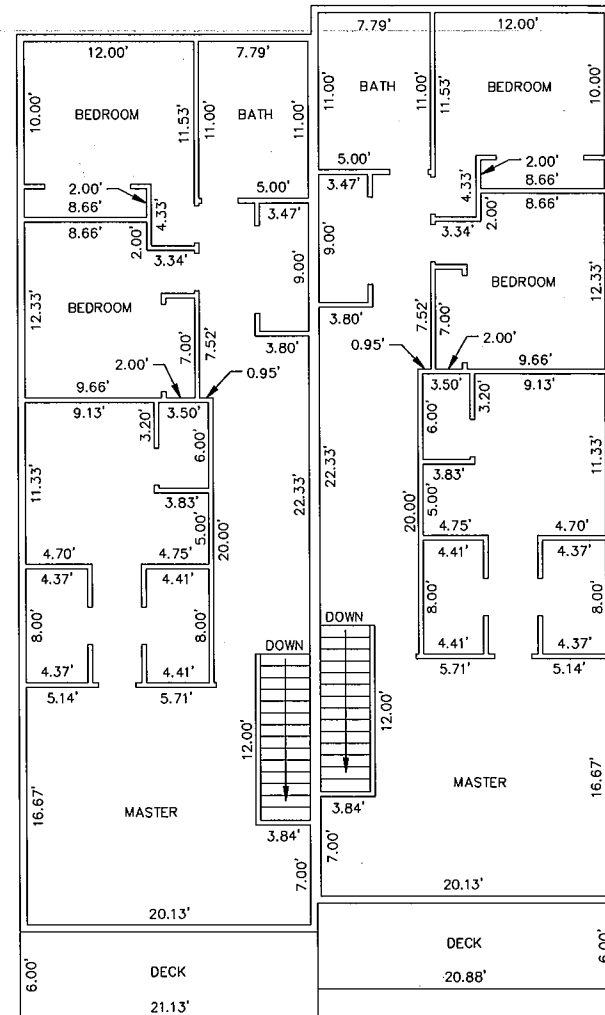 7.79' 12.00'
12.00' 7.79'
10.00' BEDROOM 11.53' 11.00' BATH 11.00' 11.00' BATH 11.00' 11.53' BEDROOM 10.00'
5.00' 2.00'
2.00' 5.00' 3.47' 4.33' 8.66'
8.66' 4.33' 3.47' 8.66'
8.66' 2.00' 9.00' 9.00' 2.00'
3.34' 3.34'
12.33' BEDROOM 7.00' 7.52' 3.80' 3.80' 7.52' 7.00' BEDROOM 12.33'
2.00' 0.95' 0.95' 2.00'
9.66' 9.66'
9.13' 3.50' 3.50' 9.13'
3.20' 6.00' 6.00' 3.20'
11.33' 3.83' 22.33' 22.33' 3.83' 11.33'
5.00' 20.00' 20.00' 5.00'
4.70' 4.75' 4.75' 4.70'
4.37' 4.41' 4.41' 4.37'
8.00' 8.00' 8.00' 8.00'
DOWN DOWN
4.37' 4.41' 4.41' 4.37'
5.14' 5.71' 5.71' 5.14'
12.00' 12.00'
16.67' MASTER MASTER 16.67'
3.84' 3.84'
7.00' 7.00'
20.13' 20.13'
6.00' DECK DECK 6.00'
21.13' 20.88'